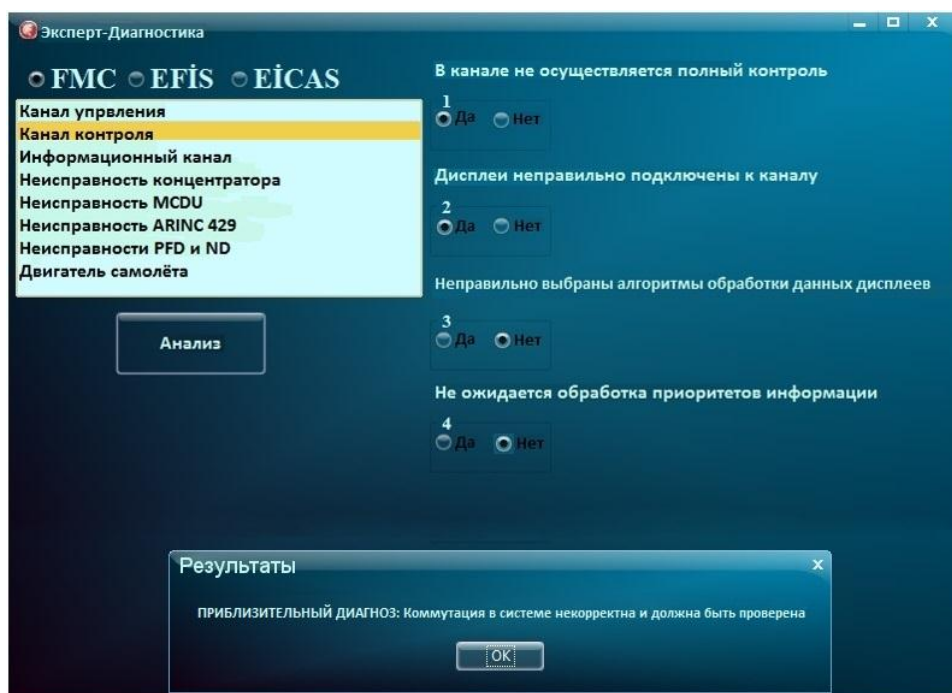 Эксперт-Диагностика
FMC EFİS EİCAS
Канал упрвления
Канал контроля
Информационный канал
Неисправность концентратора
Неисправность MCDU
Неисправность ARINC 429
Неисправности PFD и ND
Двигатель самолёта
Анализ
В канале не осуществляется полный контроль
1
Да Нет
Дисплеи неправильно подключены к каналу
2
Да Нет
Неправильно выбраны алгоритмы обработки данных дисплеев
3
Да Нет
Не ожидается обработка приоритетов информации
4
Да Нет
Результаты
ПРИБЛИЗИТЕЛЬНЫЙ ДИАГНОЗ: Коммутация в системе некорректна и должна быть проверена
OK